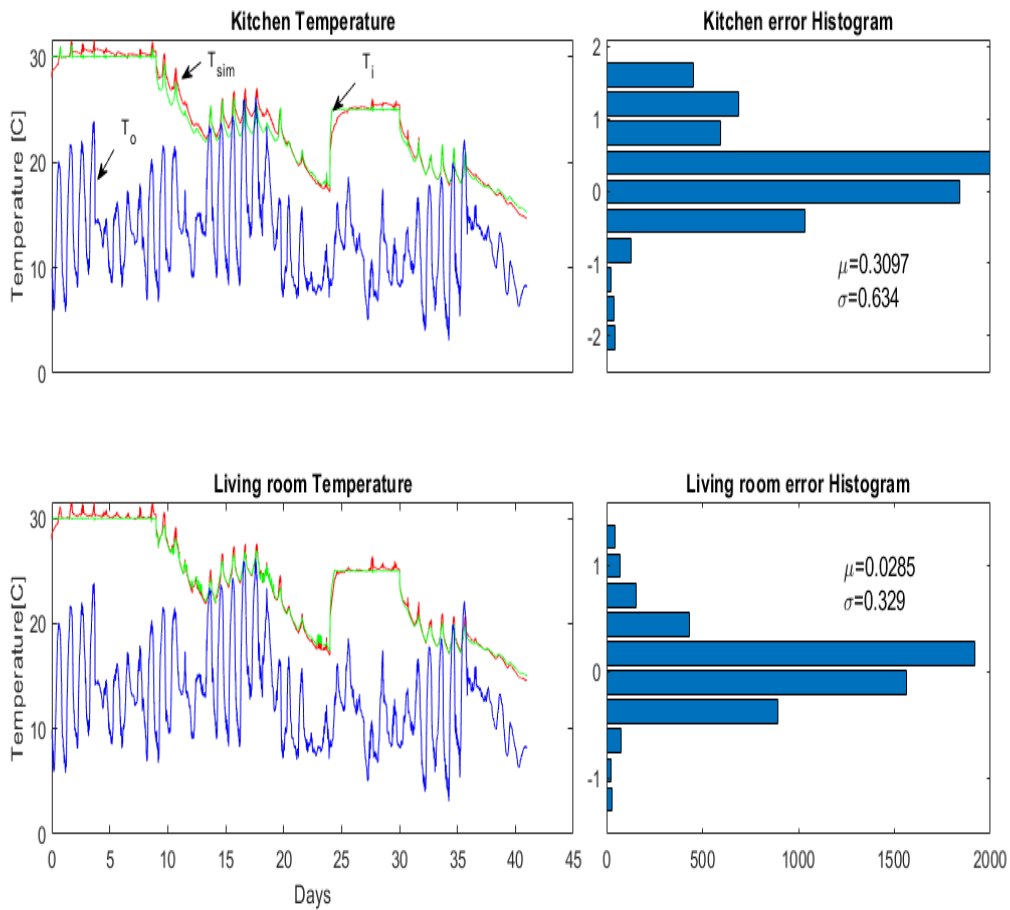 Kitchen Temperature
Temperature [C]
30
20
10
0
T_sim
T_i
T_o
Kitchen error Histogram
2
1
0
-1
-2
μ=0.3097
σ=0.634
Living room Temperature
Temperature[C]
30
20
10
0
0 5 10 15 20 25 30 35 40 45
Days
Living room error Histogram
1
0
-1
μ=0.0285
σ=0.329
0 500 1000 1500 2000